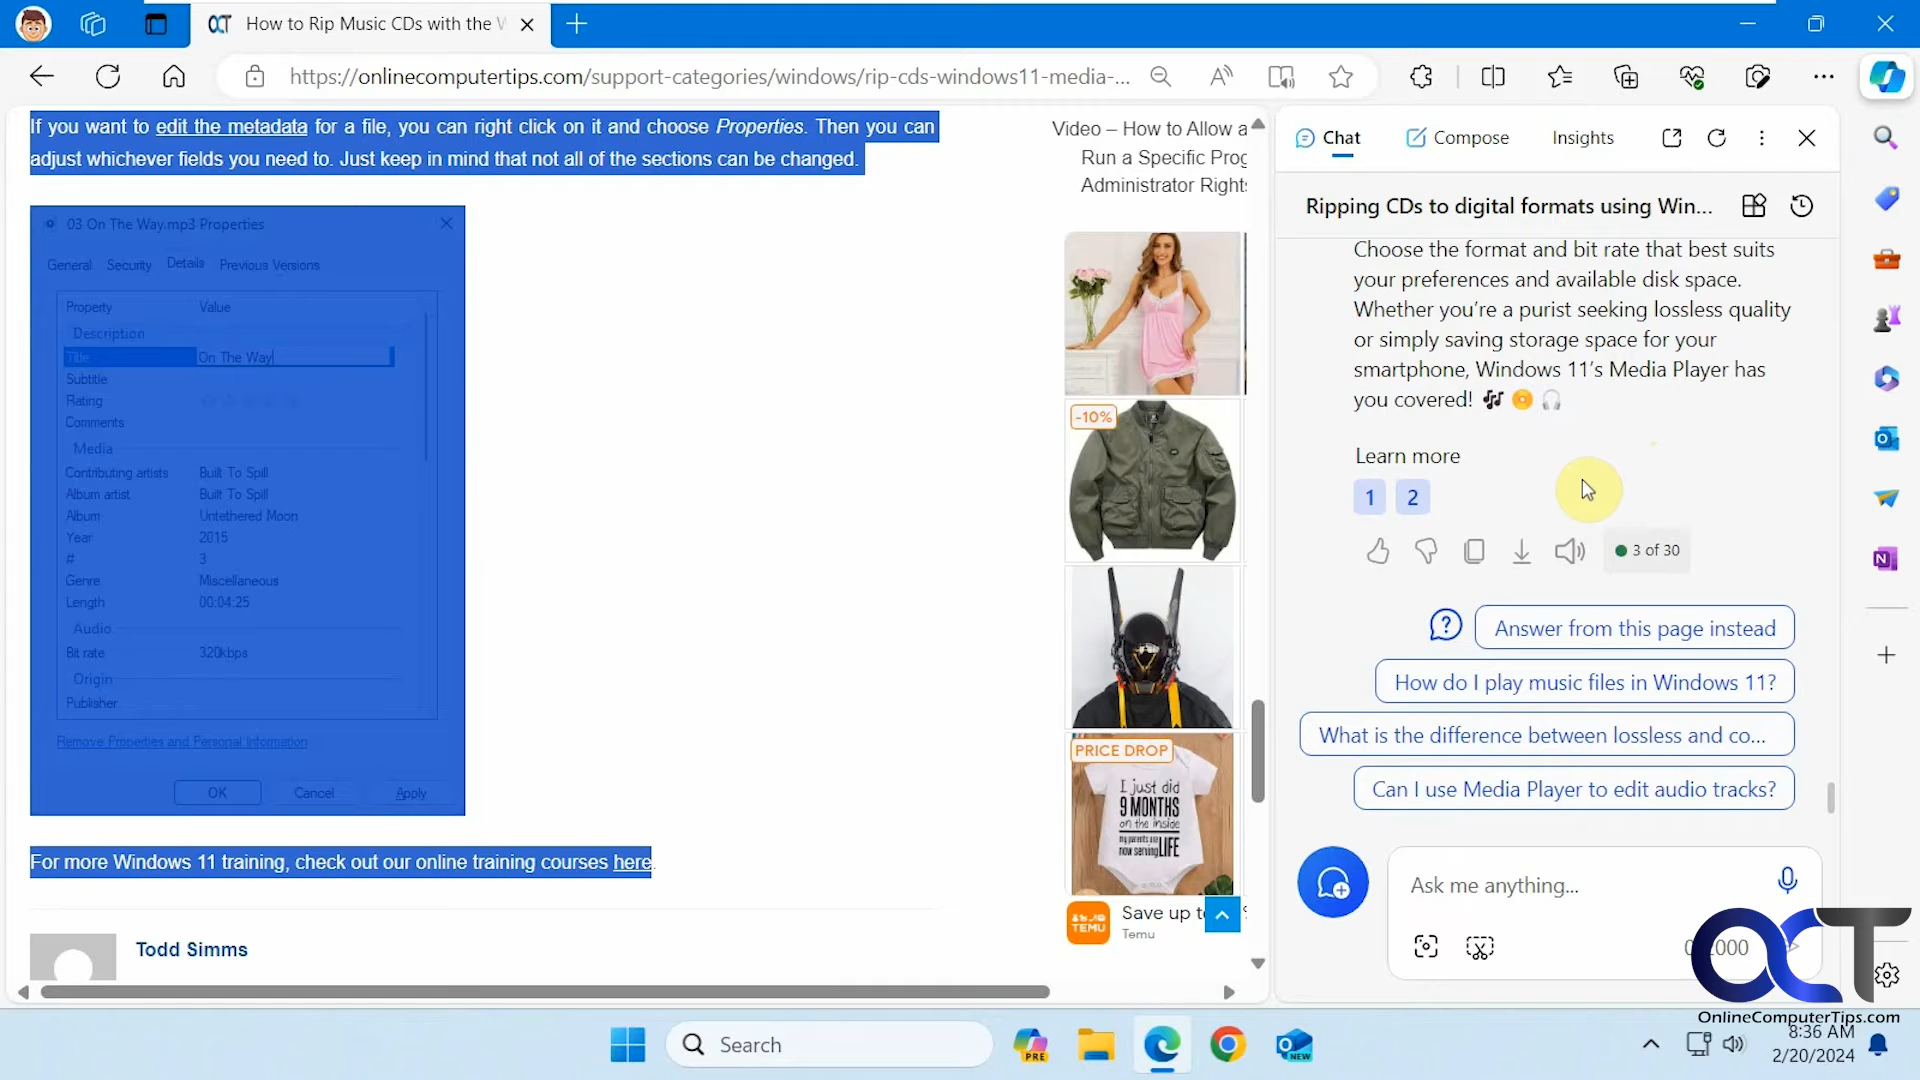 How to Rip Music CDs with the W
https://onlinecomputertips.com/support-categories/windows/rip-cds-windows11-media-...
If you want to edit the metadata for a file, you can right click on it and choose Properties. Then you can
adjust whichever fields you need to. Just keep in mind that not all of the sections can be changed.
03 On The Way.mp3 Properties
General Security Details Previous Versions
Property Value
Description
Title On The Way
Subtitle
Rating
Comments
Media
Contributing artists Built To Spill
Album artist Built To Spill
Album Untethered Moon
Year 2015
# 3
Genre Miscellaneous
Length 00:04:25
Audio
Bit rate 320kbps
Origin
Publisher
Remove Properties and Personal Information
OK Cancel Apply
For more Windows 11 training, check out our online training courses here
Todd Simms
Video – How to Allow a
Run a Specific Prog
Administrator Rights
-10%
PRICE DROP
I just did
9 MONTHS
on the inside
my parents are
now serving LIFE
TEMU
Save up to
Temu
Chat Compose Insights
Ripping CDs to digital formats using Win...
Choose the format and bit rate that best suits
your preferences and available disk space.
Whether you're a purist seeking lossless quality
or simply saving storage space for your
smartphone, Windows 11's Media Player has
you covered! 🎶 📀 🎧
Learn more
1 2
3 of 30
Answer from this page instead
How do I play music files in Windows 11?
What is the difference between lossless and co...
Can I use Media Player to edit audio tracks?
Ask me anything...
OCT
OnlineComputerTips.com
Search
PRE
NEW
8:36 AM
2/20/2024